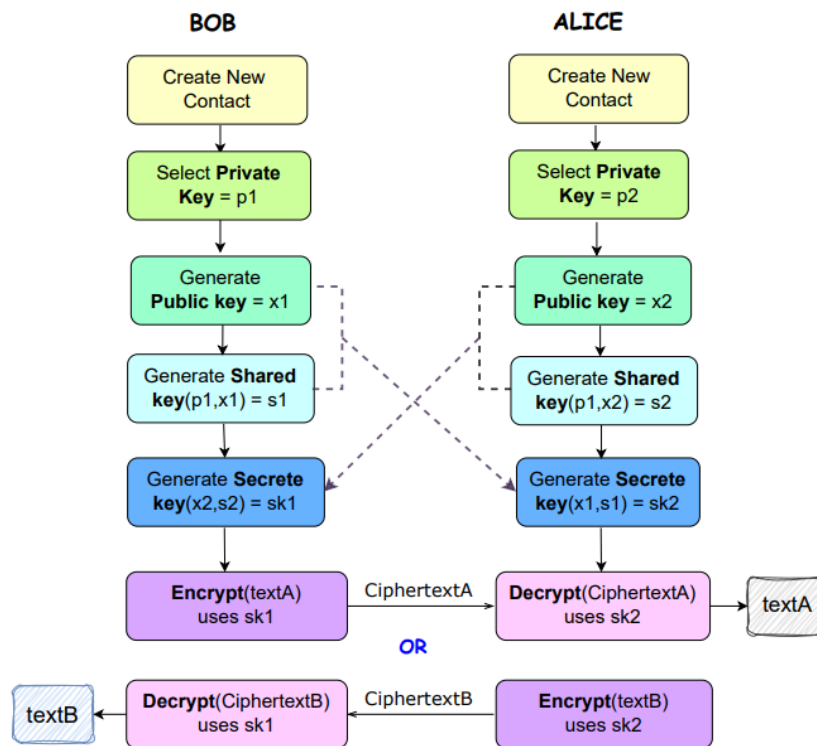 BOB
ALICE
Create New
Contact
Create New
Contact
Select Private
Key = p1
Select Private
Key = p2
Generate
Public key = x1
Generate
Public key = x2
Generate Shared
key(p1,x1) = s1
Generate Shared
key(p1,x2) = s2
Generate Secrete
key(x2,s2) = sk1
Generate Secrete
key(x1,s1) = sk2
Encrypt(textA)
uses sk1
CiphertextA
Decrypt(CiphertextA)
uses sk2
textA
OR
textB
Decrypt(CiphertextB)
uses sk1
CiphertextB
Encrypt(textB)
uses sk2